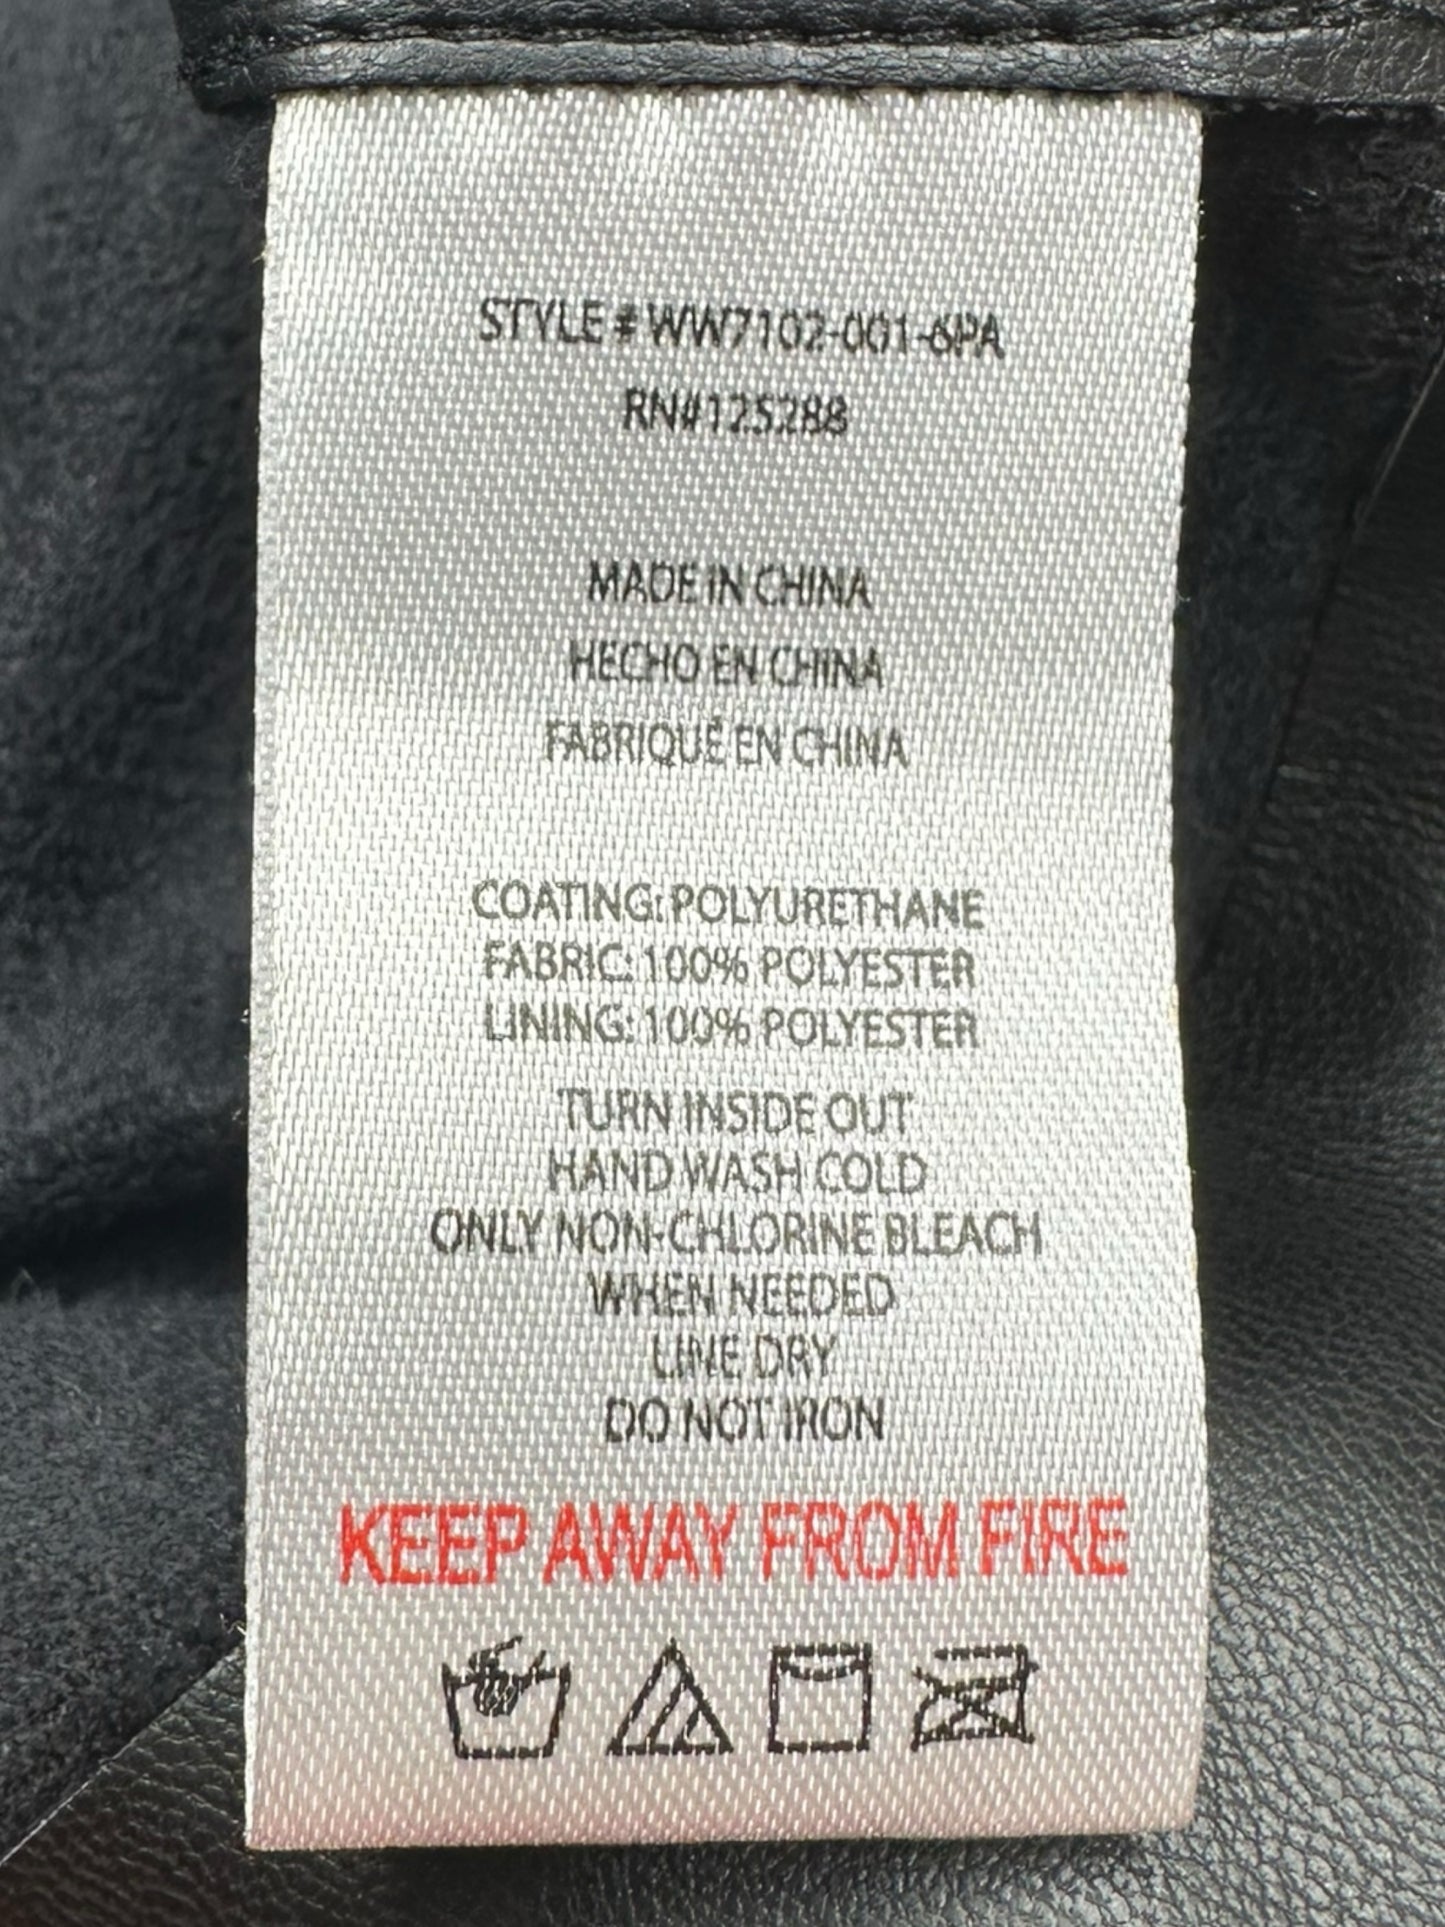 STYLE # WW7102-001-6PA
RN#125288
MADE IN CHINA
HECHO EN CHINA
FABRIQUÉ EN CHINA
COATING: POLYURETHANE
FABRIC: 100% POLYESTER
LINING: 100% POLYESTER
TURN INSIDE OUT
HAND WASH COLD
ONLY NON-CHLORINE BLEACH
WHEN NEEDED
LINE DRY
DO NOT IRON
KEEP AWAY FROM FIRE